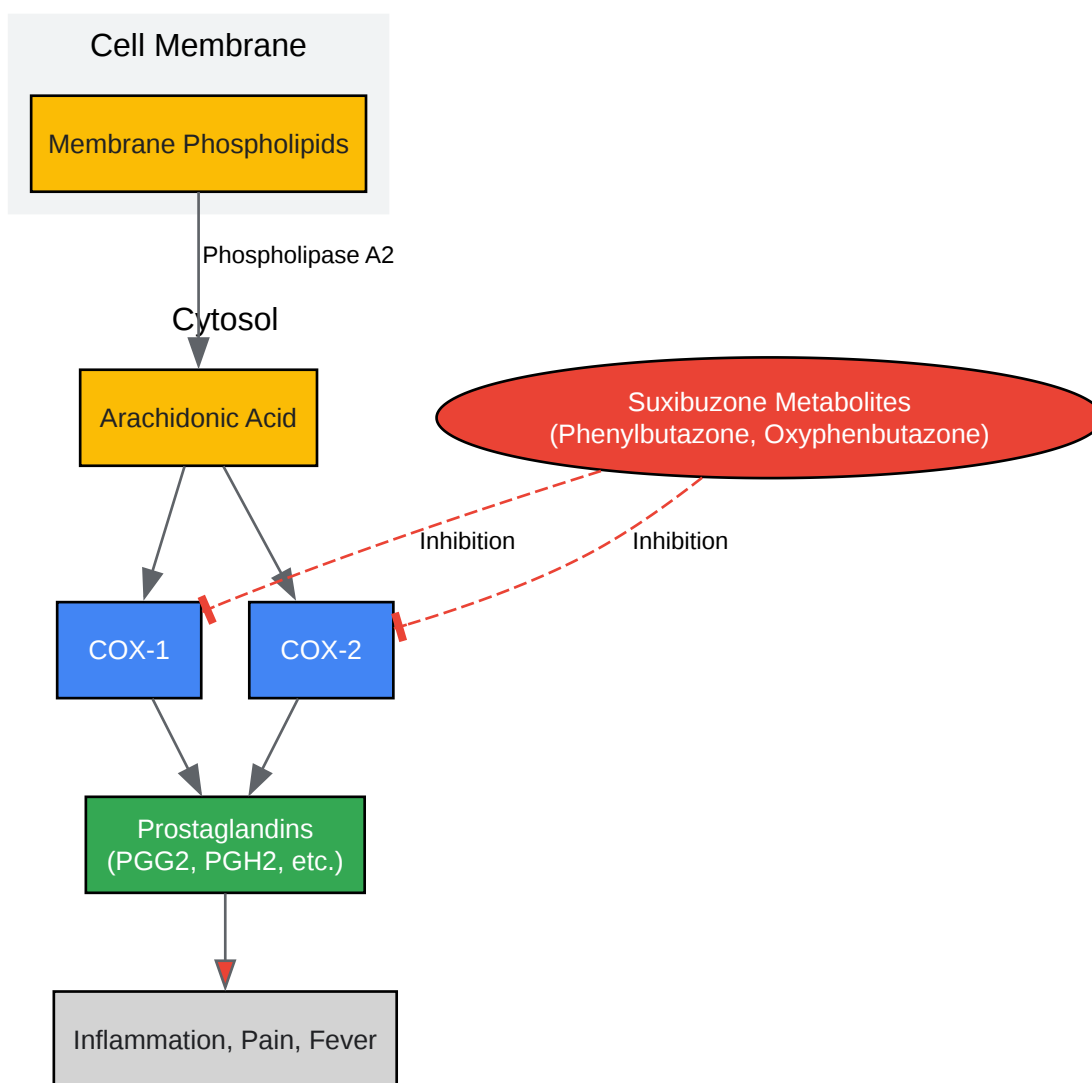 Cell Membrane
Membrane Phospholipids
Phospholipase A2
Cytosol
Arachidonic Acid
Suxibuzone Metabolites
(Phenylbutazone, Oxyphenbutazone)
Inhibition
Inhibition
COX-1
COX-2
Prostaglandins
(PGG2, PGH2, etc.)
Inflammation, Pain, Fever